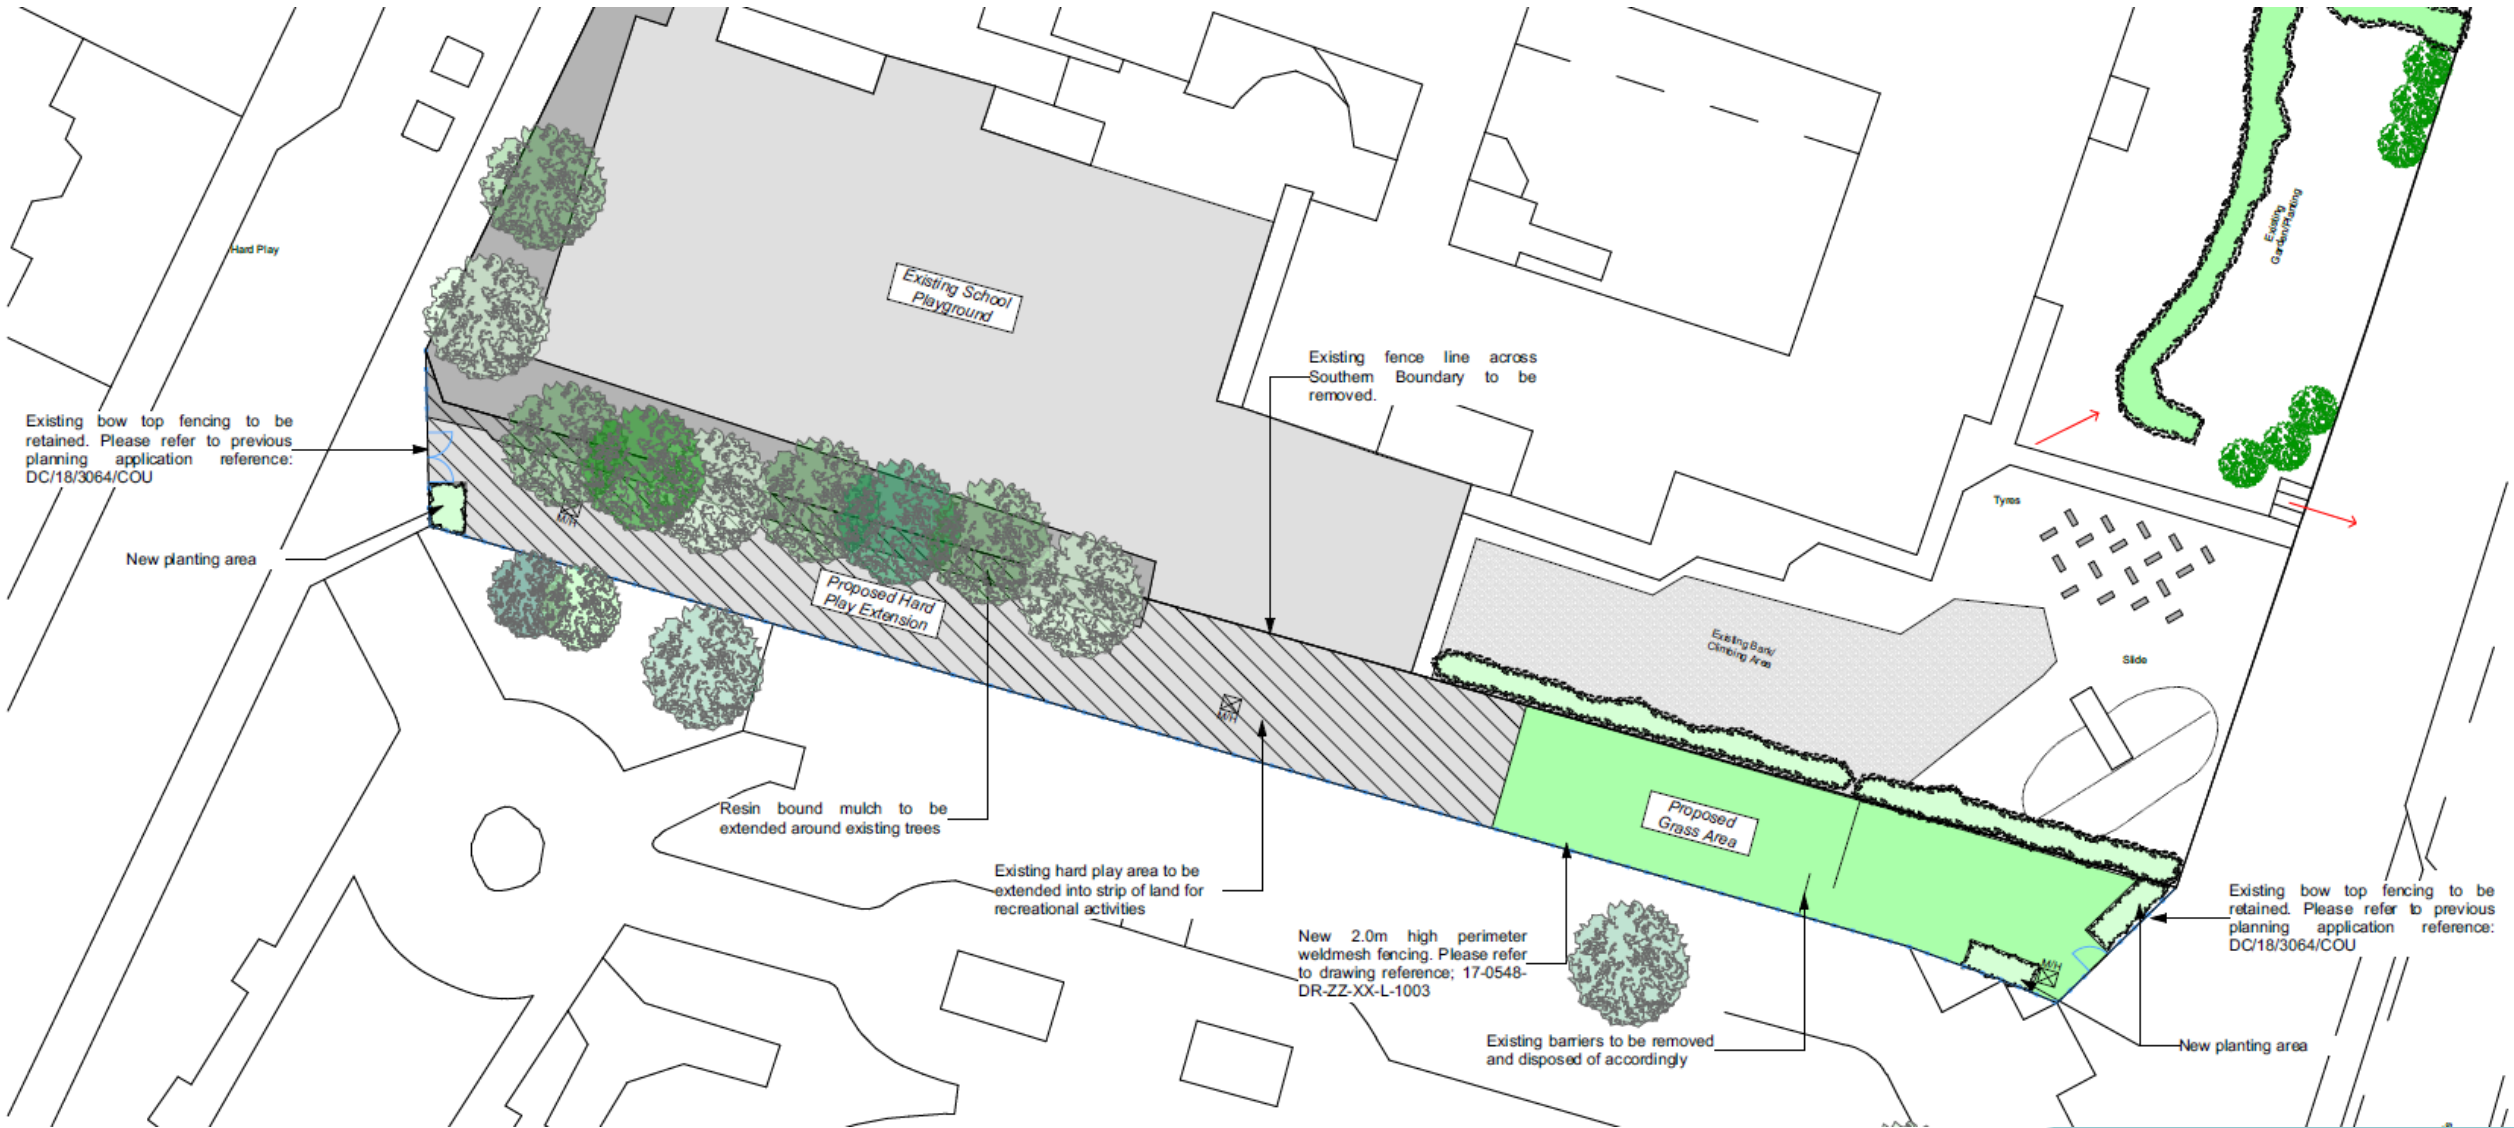 Hard Play
Existing School
Playground
Existing
Garden/Planting
Existing fence line across
Southern Boundary to be
removed.
Existing bow top fencing to be
retained. Please refer to previous
planning application reference:
DC/18/3064/COU
Tyres
M/H
New planting area
Proposed Hard
Play Extension
Existing Bark/
Climbing Area
Slide
M/H
Resin bound mulch to be
extended around existing trees
Proposed
Grass Area
Existing hard play area to be
extended into strip of land for
recreational activities
Existing bow top fencing to be
retained. Please refer to previous
planning application reference:
DC/18/3064/COU
New 2.0m high perimeter
weldmesh fencing. Please refer
to drawing reference; 17-0548-
DR-ZZ-XX-L-1003
M/H
Existing barriers to be removed
and disposed of accordingly
New planting area